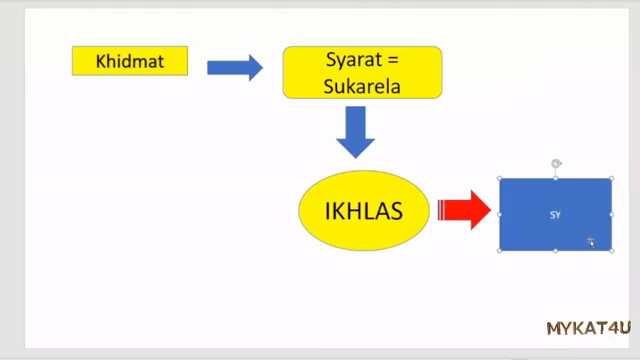 Khidmat
Syarat =
Sukarela
IKHLAS
SY
MYKAT4U